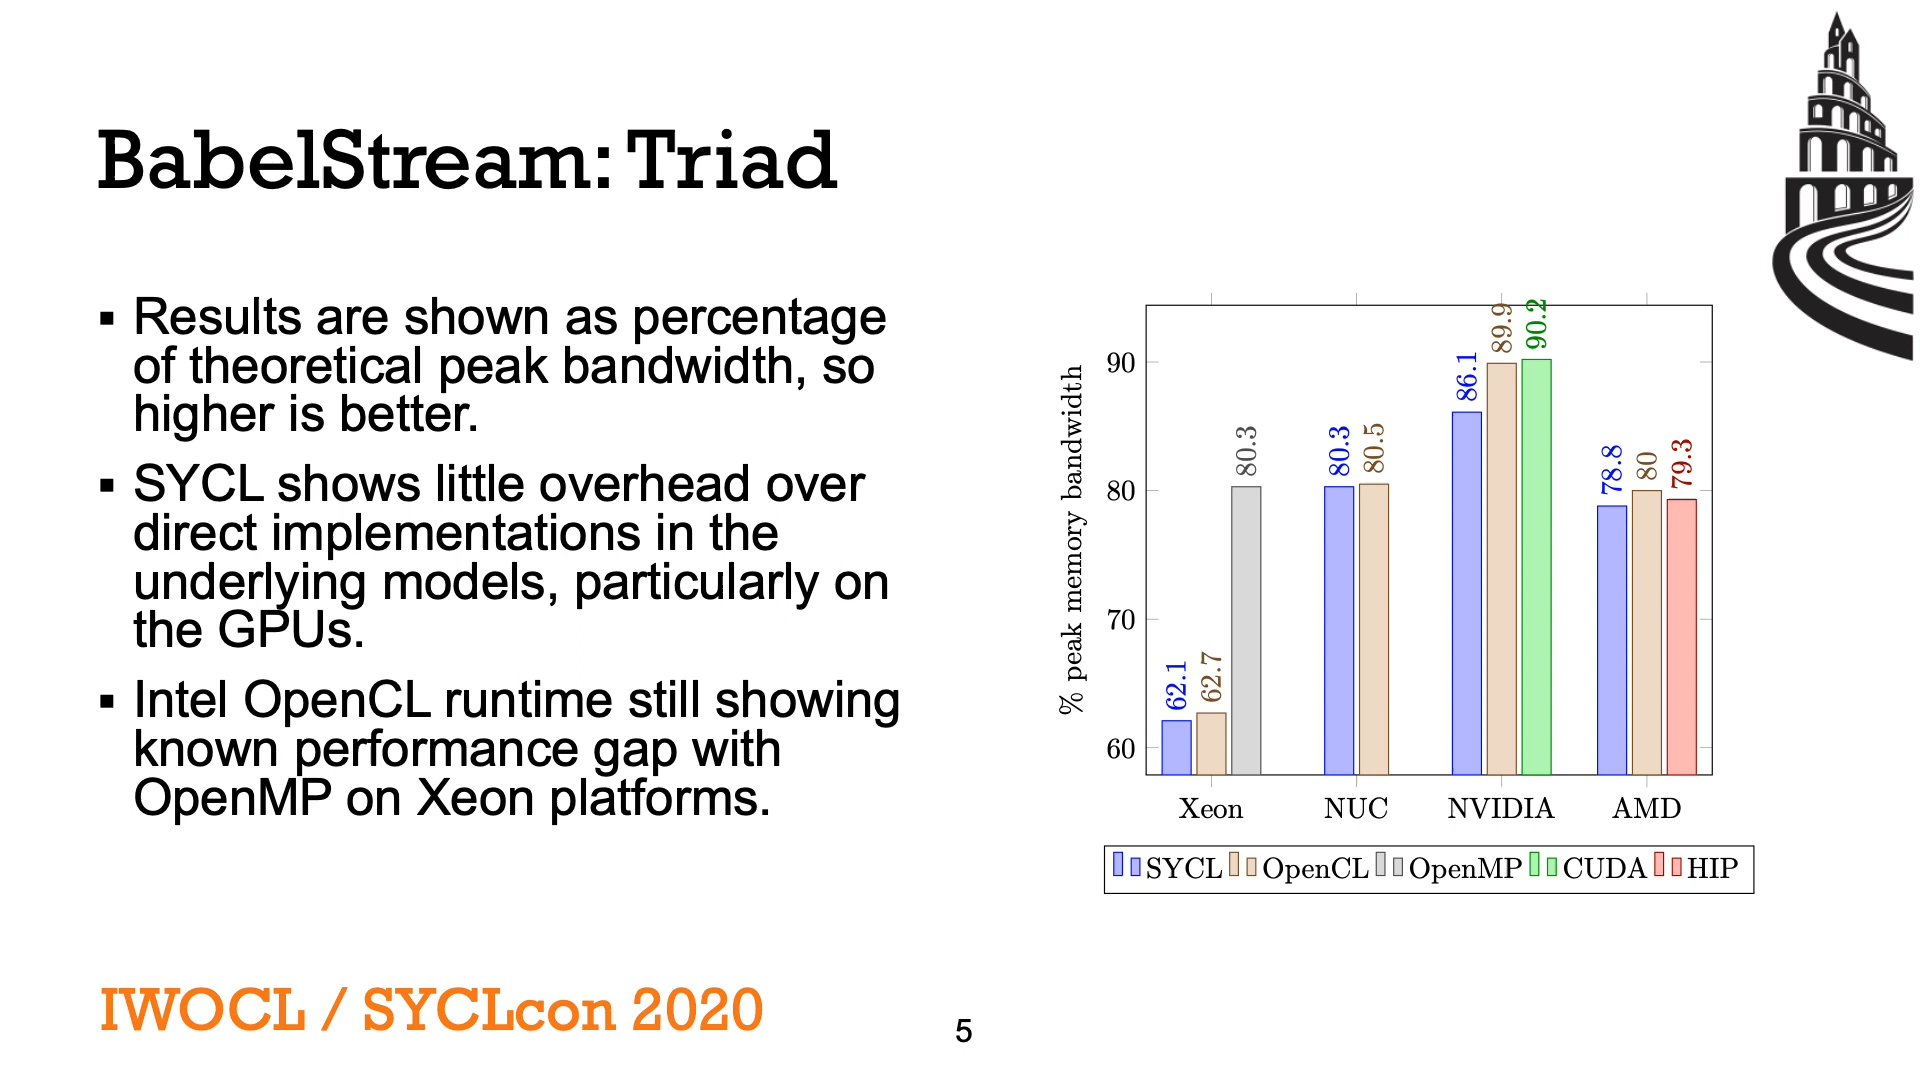 BabelStream: Triad
▪ Results are shown as percentage
of theoretical peak bandwidth, so
higher is better.
▪ SYCL shows little overhead over
direct implementations in the
underlying models, particularly on
the GPUs.
▪ Intel OpenCL runtime still showing
known performance gap with
OpenMP on Xeon platforms.
% peak memory bandwidth
90
80
70
60
62.1
62.7
80.3
80.3
80.5
86.1
89.9
90.2
78.8
80
79.3
Xeon NUC NVIDIA AMD
SYCL OpenCL OpenMP CUDA HIP
IWOCL / SYCLcon 2020
5